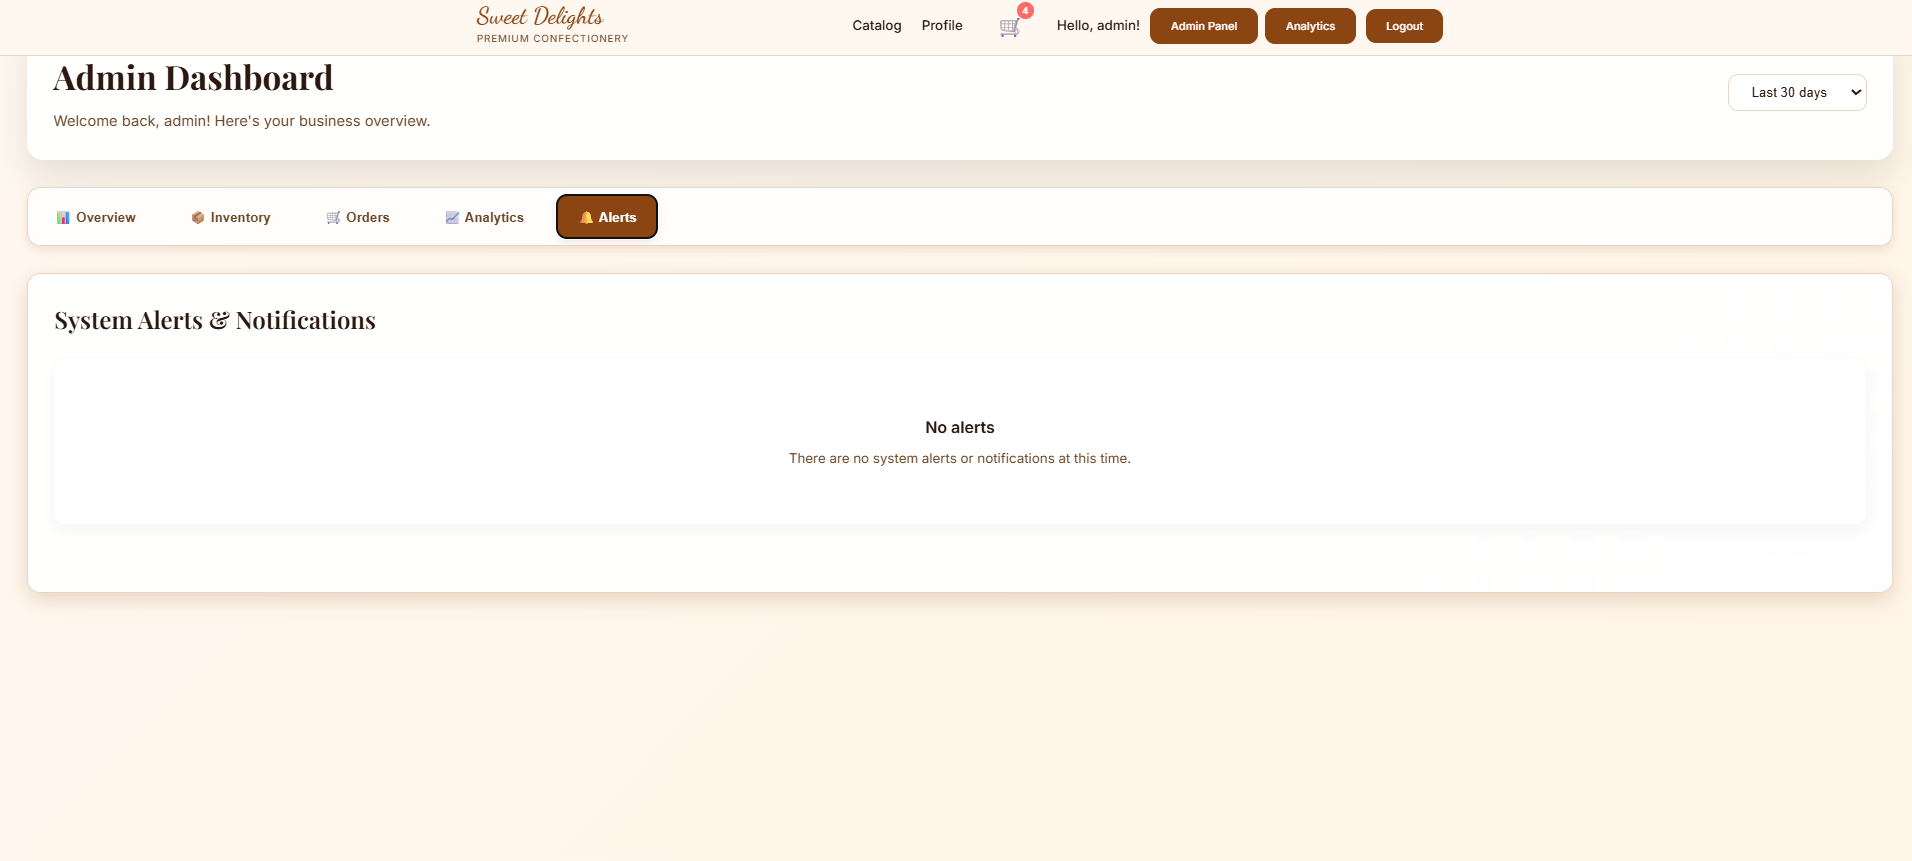 Sweet Delights
PREMIUM CONFECTIONERY
Catalog Profile 4 Hello, admin! Admin Panel Analytics Logout
Admin Dashboard
Last 30 days
Welcome back, admin! Here's your business overview.
Overview Inventory Orders Analytics Alerts
System Alerts & Notifications
No alerts
There are no system alerts or notifications at this time.